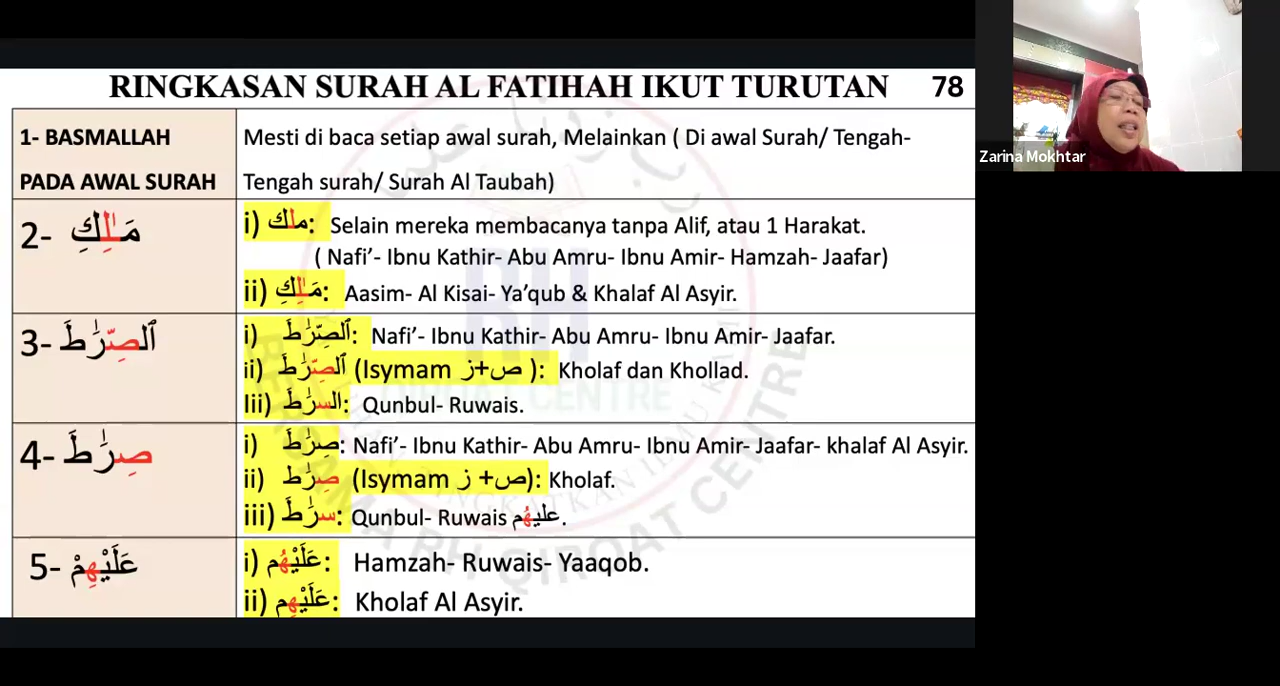 RINGKASAN SURAH AL FATIHAH IKUT TURUTAN 78
1- BASMALLAH
PADA AWAL SURAH
Mesti di baca setiap awal surah, Melainkan ( Di awal Surah/ Tengah-
Tengah surah/ Surah Al Taubah)
2- مَـٰلِكِ
i) ملك: Selain mereka membacanya tanpa Alif, atau 1 Harakat.
( Nafi’- Ibnu Kathir- Abu Amru- Ibnu Amir- Hamzah- Jaafar)
ii) مَـٰلِكِ: Aasim- Al Kisai- Ya’qub & Khalaf Al Asyir.
3- ٱلصِّرَٰطَ
i) ٱلصِّرَٰطَ: Nafi’- Ibnu Kathir- Abu Amru- Ibnu Amir- Jaafar.
ii) ٱلصِّرَٰطَ (Isymam ص+ز ): Kholaf dan Khollad.
Iii) السرَٰطَ: Qunbul- Ruwais.
4- صِرَٰطَ
i) صِرَٰطَ: Nafi’- Ibnu Kathir- Abu Amru- Ibnu Amir- Jaafar- khalaf Al Asyir.
ii) صِرَٰط (Isymam ص+ ز): Kholaf.
iii) سرَٰطَ: Qunbul- Ruwais عليهُم.
5- عَلَيْهِمْ
i) عَلَيْهُم: Hamzah- Ruwais- Yaaqob.
ii) عَلَيْهِم: Kholaf Al Asyir.
Zarina Mokhtar
RH
QIROAT CENTRE